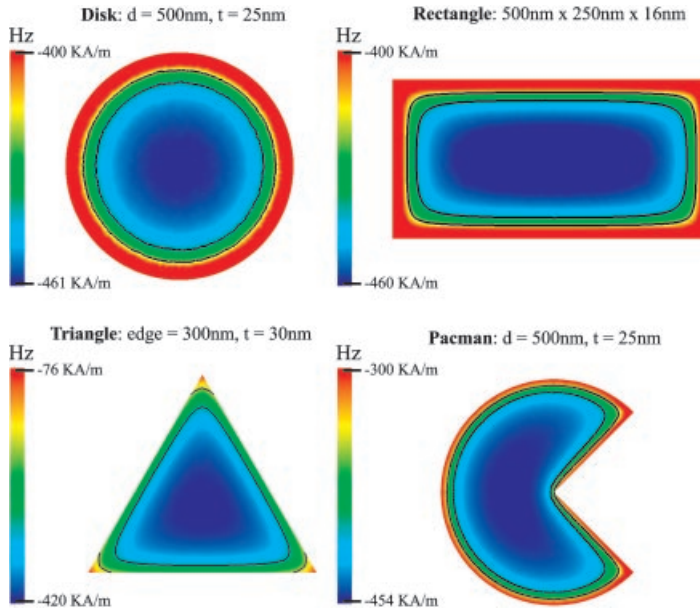 Disk: d = 500nm, t = 25nm
Hz
-400 KA/m
-461 KA/m
Rectangle: 500nm x 250nm x 16nm
Hz
-400 KA/m
-460 KA/m
Triangle: edge = 300nm, t = 30nm
Hz
-76 KA/m
-420 KA/m
Pacman: d = 500nm, t = 25nm
Hz
-300 KA/m
-454 KA/m